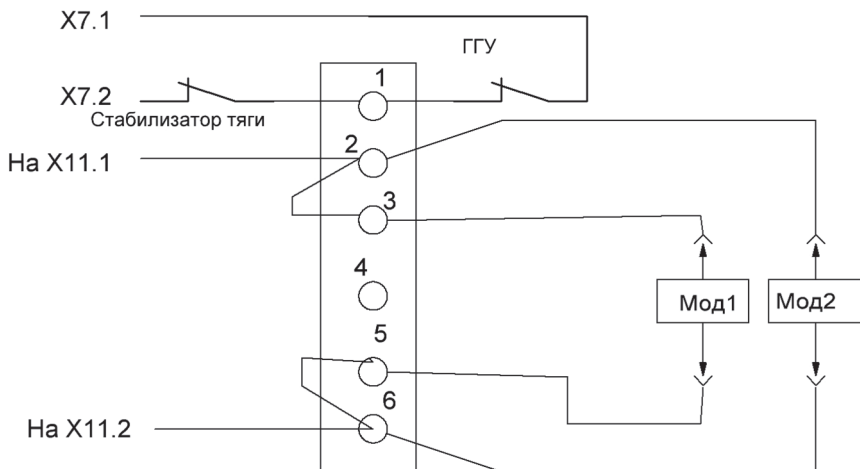 X7.1
ГГУ
1
X7.2
Стабилизатор тяги
2
На X11.1
3
4
Мод1
Мод2
5
6
На X11.2